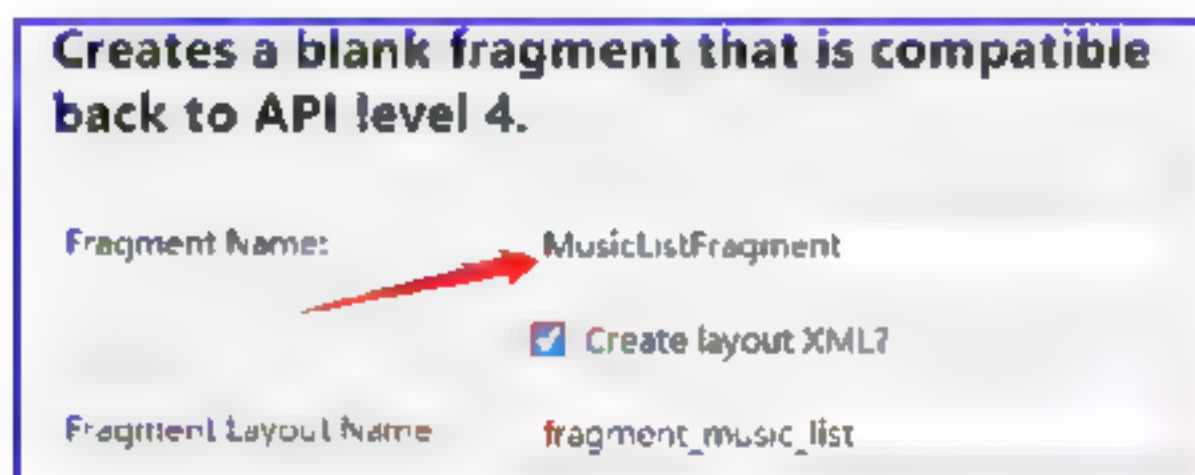 Creates a blank fragment that is compatible
back to API level 4.
Fragment Name: MusicListFragment
Create layout XML?
Fragment Layout Name fragment_music_list